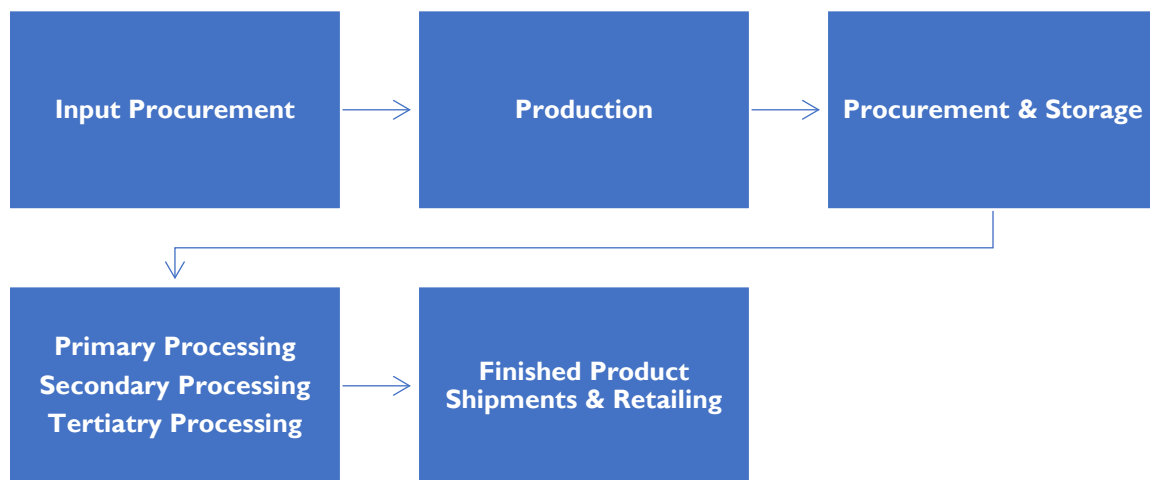 Input Procurement
Production
Procurement & Storage
Primary Processing
Secondary Processing
Tertiatry Processing
Finished Product
Shipments & Retailing